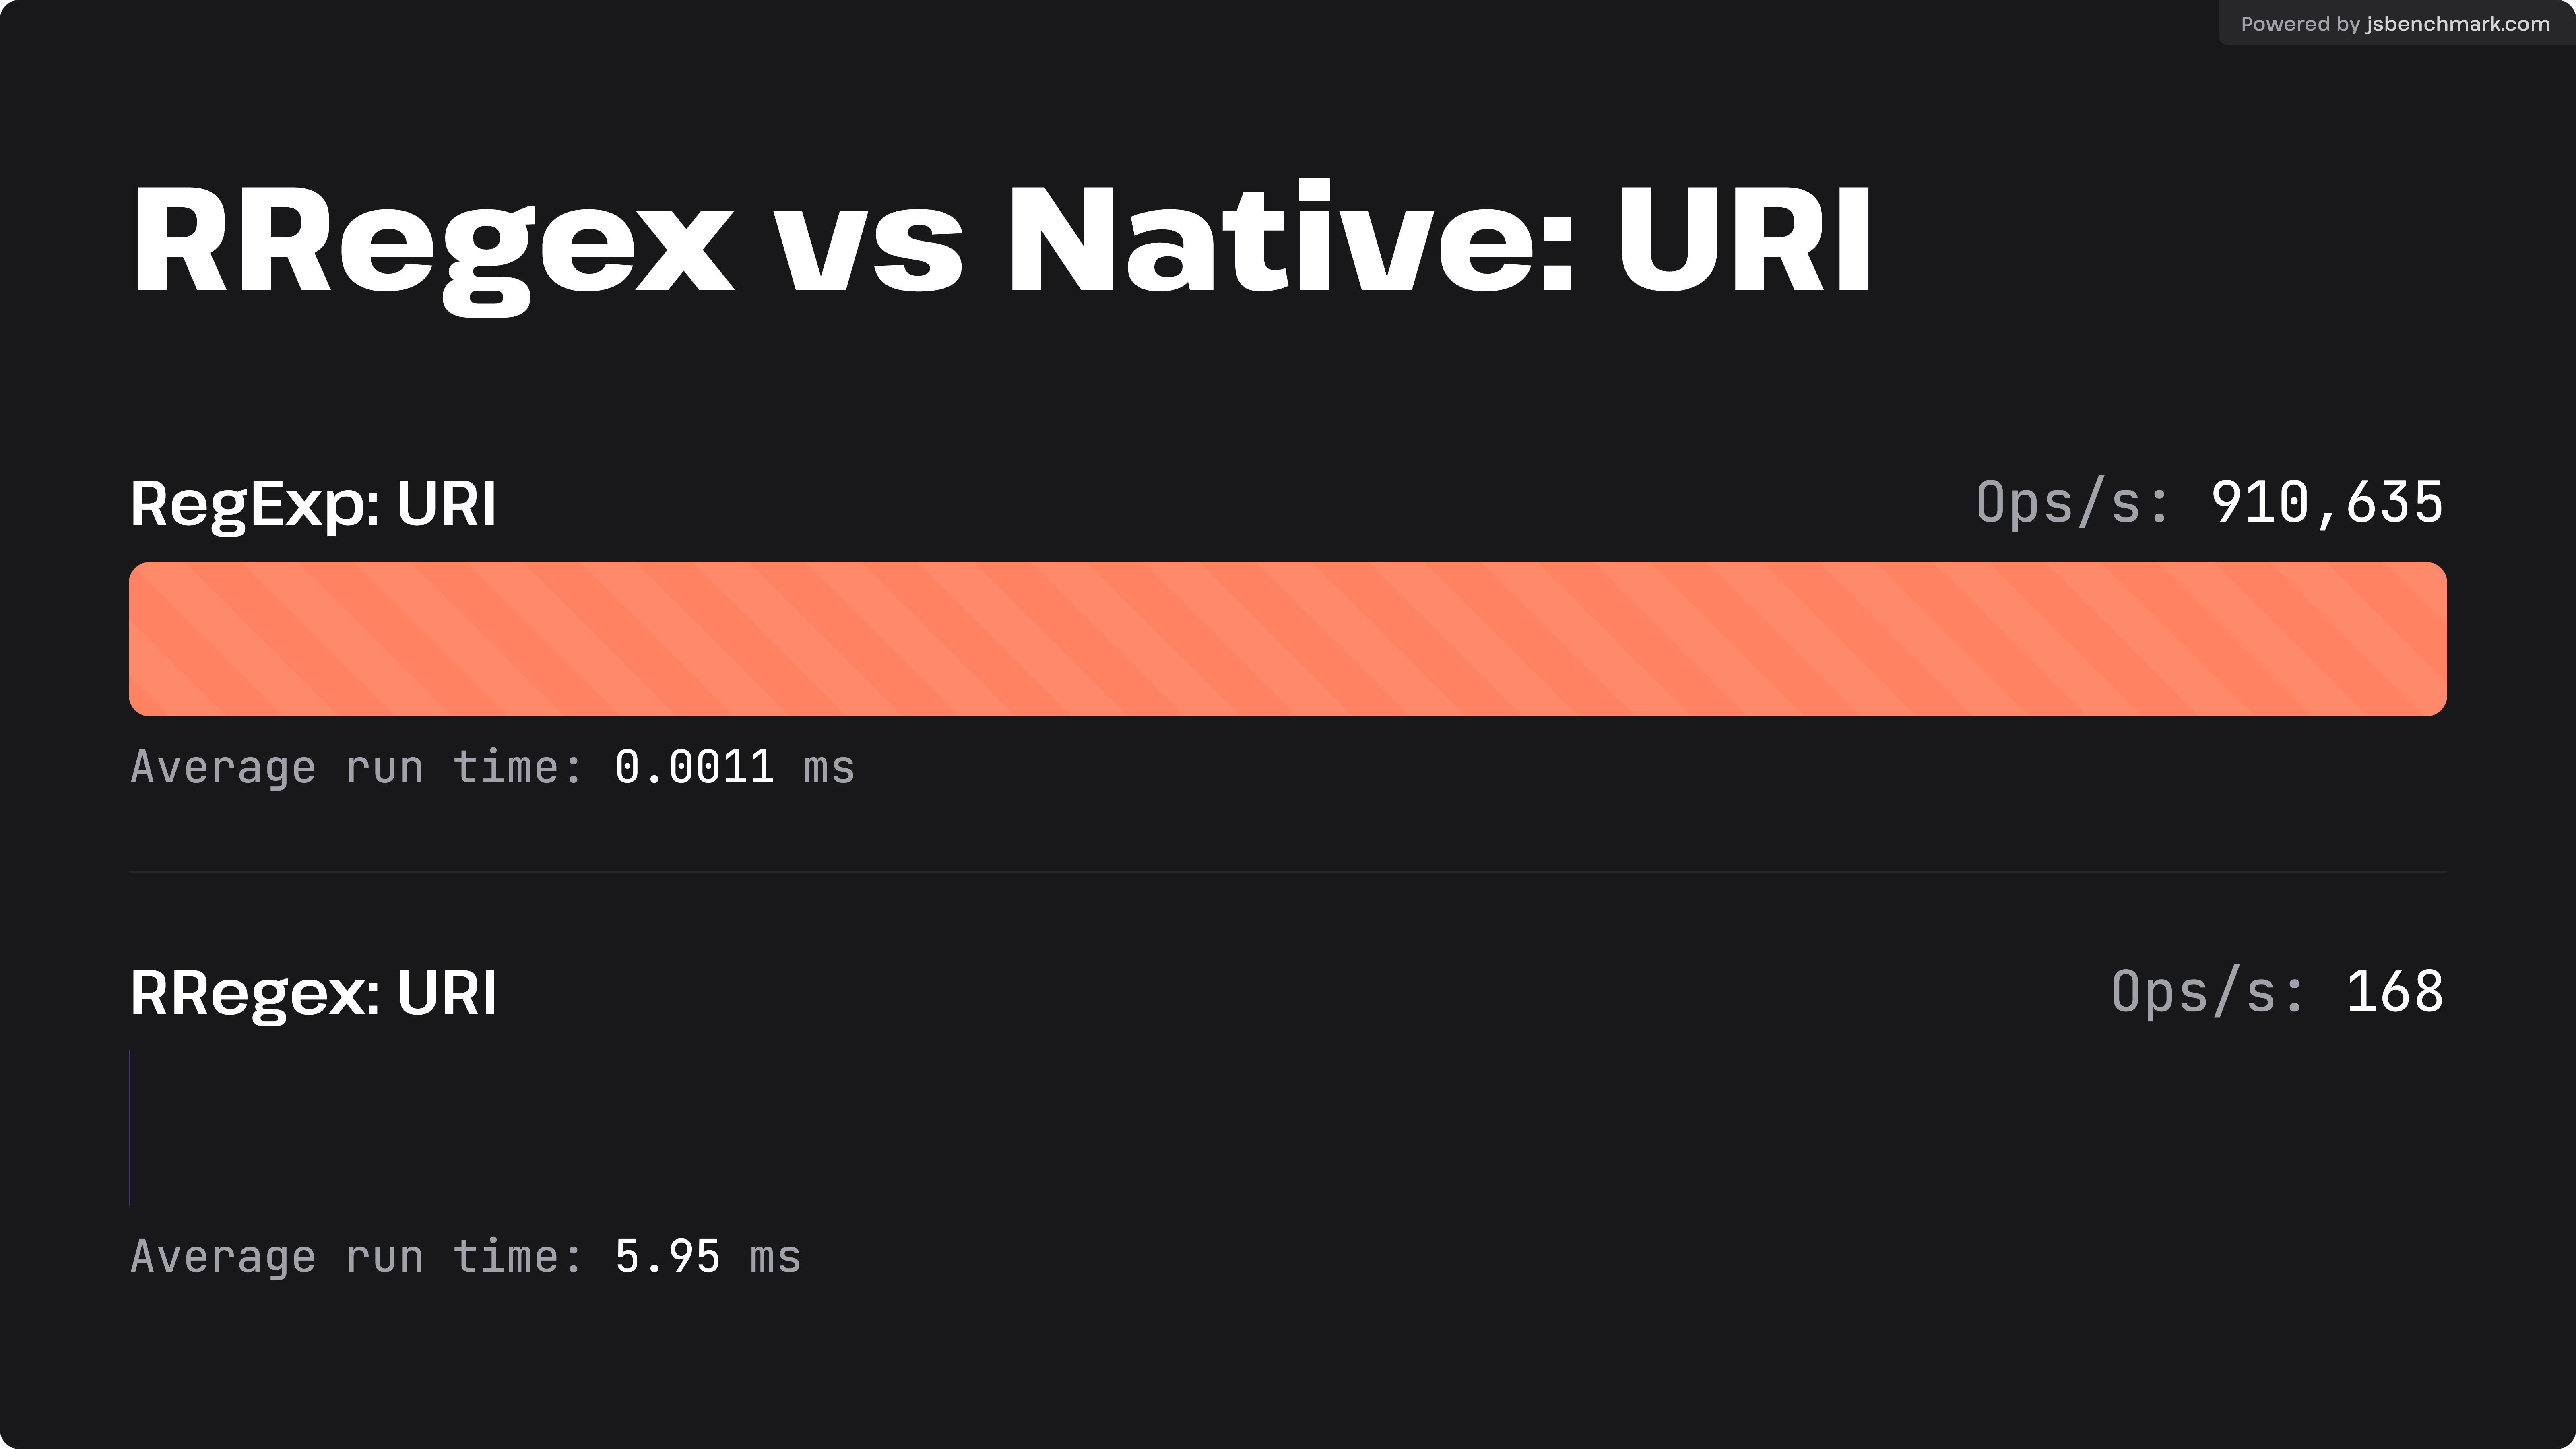 Powered by jsbenchmark.com
RRegex vs Native: URI
RegExp: URI Ops/s: 910,635
Average run time: 0.0011 ms
RRegex: URI Ops/s: 168
Average run time: 5.95 ms